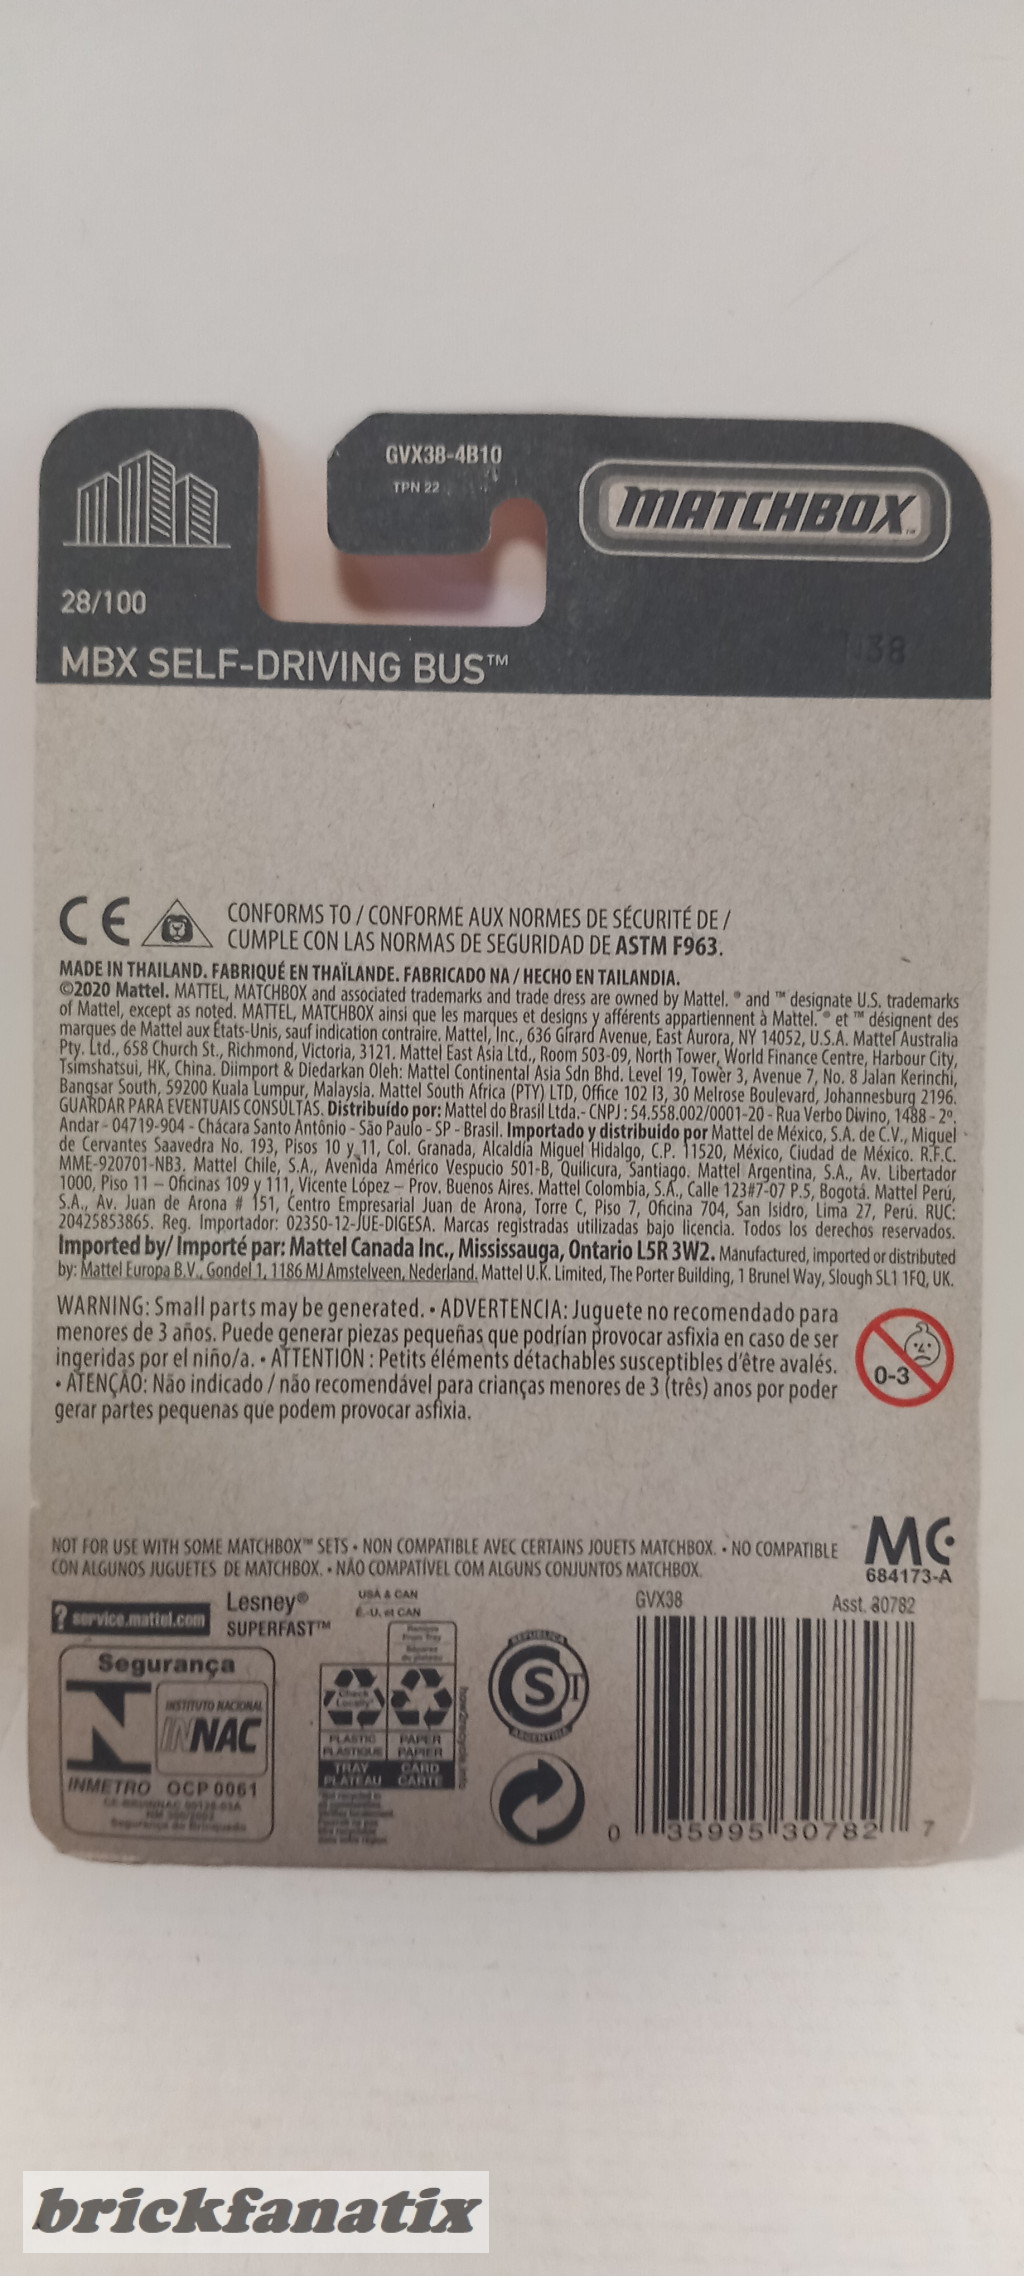 GVX38-4B10
TPN 22
MATCHBOX™
28/100
MBX SELF-DRIVING BUS™
38
CE
CONFORMS TO / CONFORME AUX NORMES DE SÉCURITÉ DE /
CUMPLE CON LAS NORMAS DE SEGURIDAD DE ASTM F963.
MADE IN THAILAND. FABRIQUÉ EN THAÏLANDE. FABRICADO NA / HECHO EN TAILANDIA.
©2020 Mattel. MATTEL, MATCHBOX and associated trademarks and trade dress are owned by Mattel. ® and ™ designate U.S. trademarks
of Mattel, except as noted. MATTEL, MATCHBOX ainsi que les marques et designs y afférents appartiennent à Mattel. ® et ™ désignent des
marques de Mattel aux États-Unis, sauf indication contraire. Mattel, Inc., 636 Girard Avenue, East Aurora, NY 14052, U.S.A. Mattel Australia
Pty. Ltd., 658 Church St., Richmond, Victoria, 3121. Mattel East Asia Ltd., Room 503-09, North Tower, World Finance Centre, Harbour City,
Tsimshatsui, HK, China. Diimport & Diedarkan Oleh: Mattel Continental Asia Sdn Bhd. Level 19, Tower 3, Avenue 7, No. 8 Jalan Kerinchi,
Bangsar South, 59200 Kuala Lumpur, Malaysia. Mattel South Africa (PTY) LTD, Office 102 I3, 30 Melrose Boulevard, Johannesburg 2196.
GUARDAR PARA EVENTUAIS CONSULTAS. Distribuído por: Mattel do Brasil Ltda.- CNPJ : 54.558.002/0001-20 - Rua Verbo Divino, 1488 - 2º.
Andar - 04719-904 - Chácara Santo Antônio - São Paulo - SP - Brasil. Importado y distribuido por Mattel de México, S.A. de C.V., Miguel
de Cervantes Saavedra No. 193, Pisos 10 y 11, Col. Granada, Alcaldía Miguel Hidalgo, C.P. 11520, México, Ciudad de México. R.F.C.
MME-920701-NB3. Mattel Chile, S.A., Avenida Américo Vespucio 501-B, Quilicura, Santiago. Mattel Argentina, S.A., Av. Libertador
1000, Piso 11 – Oficinas 109 y 111, Vicente López – Prov. Buenos Aires. Mattel Colombia, S.A., Calle 123#7-07 P.5, Bogotá. Mattel Perú,
S.A., Av. Juan de Arona # 151, Centro Empresarial Juan de Arona, Torre C, Piso 7, Oficina 704, San Isidro, Lima 27, Perú. RUC:
20425853865. Reg. Importador: 02350-12-JUE-DIGESA. Marcas registradas utilizadas bajo licencia. Todos los derechos reservados.
Imported by/ Importé par: Mattel Canada Inc., Mississauga, Ontario L5R 3W2. Manufactured, imported or distributed
by: Mattel Europa B.V., Gondel 1, 1186 MJ Amstelveen, Nederland. Mattel U.K. Limited, The Porter Building, 1 Brunel Way, Slough SL1 1FQ, UK.
WARNING: Small parts may be generated. • ADVERTENCIA: Juguete no recomendado para
menores de 3 años. Puede generar piezas pequeñas que podrían provocar asfixia en caso de ser
ingeridas por el niño/a. • ATTENTION : Petits éléments détachables susceptibles d'être avalés.
• ATENÇÃO: Não indicado / não recomendável para crianças menores de 3 (três) anos por poder
gerar partes pequenas que podem provocar asfixia.
0-3
NOT FOR USE WITH SOME MATCHBOX™ SETS • NON COMPATIBLE AVEC CERTAINS JOUETS MATCHBOX. • NO COMPATIBLE
CON ALGUNOS JUGUETES DE MATCHBOX. • NÃO COMPATÍVEL COM ALGUNS CONJUNTOS MATCHBOX.
MC
684173-A
? service.mattel.com
Lesney®
SUPERFAST™
USA & CAN
É.-U. et CAN
GVX38
Asst. 30782
Segurança
INSTITUTO NACIONAL
INNAC
INMETRO OCP 0061
Segurança do Brinquedo
Check
Locally
PLASTIC
PLASTIQUE
TRAY
PLATEAU
PAPER
PAPIER
CARD
CARTE
how2recycle.info
REPUBLICA
S T
ARGENTINA
0 35995 30782 7
brickfanatix